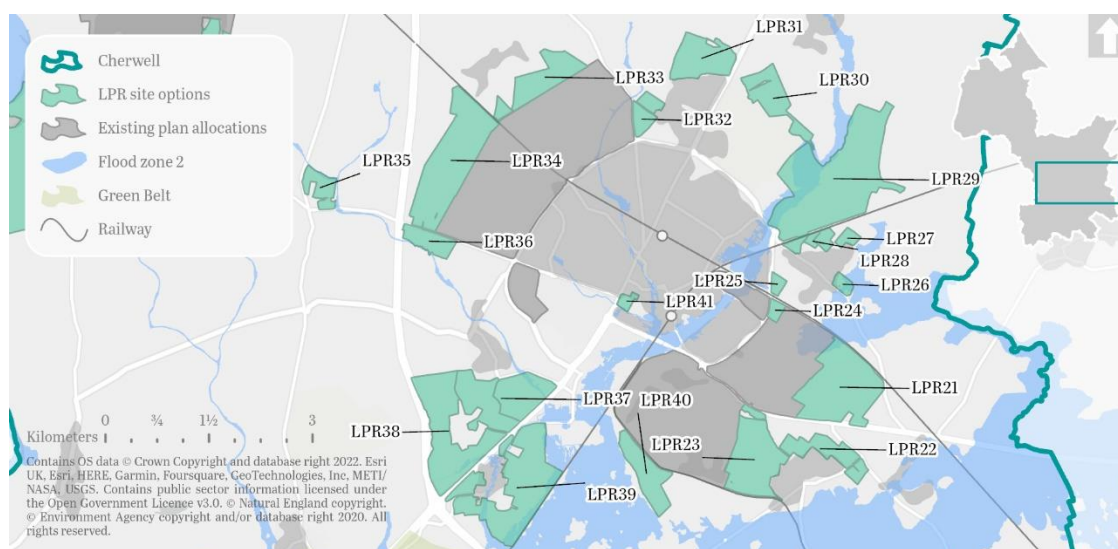 Cherwell
LPR site options
Existing plan allocations
Flood zone 2
Green Belt
Railway
LPR31
LPR33
LPR30
LPR32
LPR35
LPR34
LPR29
LPR36
LPR27
LPR28
LPR25
LPR26
LPR41
LPR24
LPR21
LPR37
LPR40
LPR38
LPR23
LPR22
LPR39
0 ¾ 1½ 3
Kilometers
Contains OS data © Crown Copyright and database right 2022. Esri
UK, Esri, HERE, Garmin, Foursquare, GeoTechnologies, Inc, METI/
NASA, USGS. Contains public sector information licensed under
the Open Government Licence v3.0. © Natural England copyright.
© Environment Agency copyright and/or database right 2020. All
rights reserved.